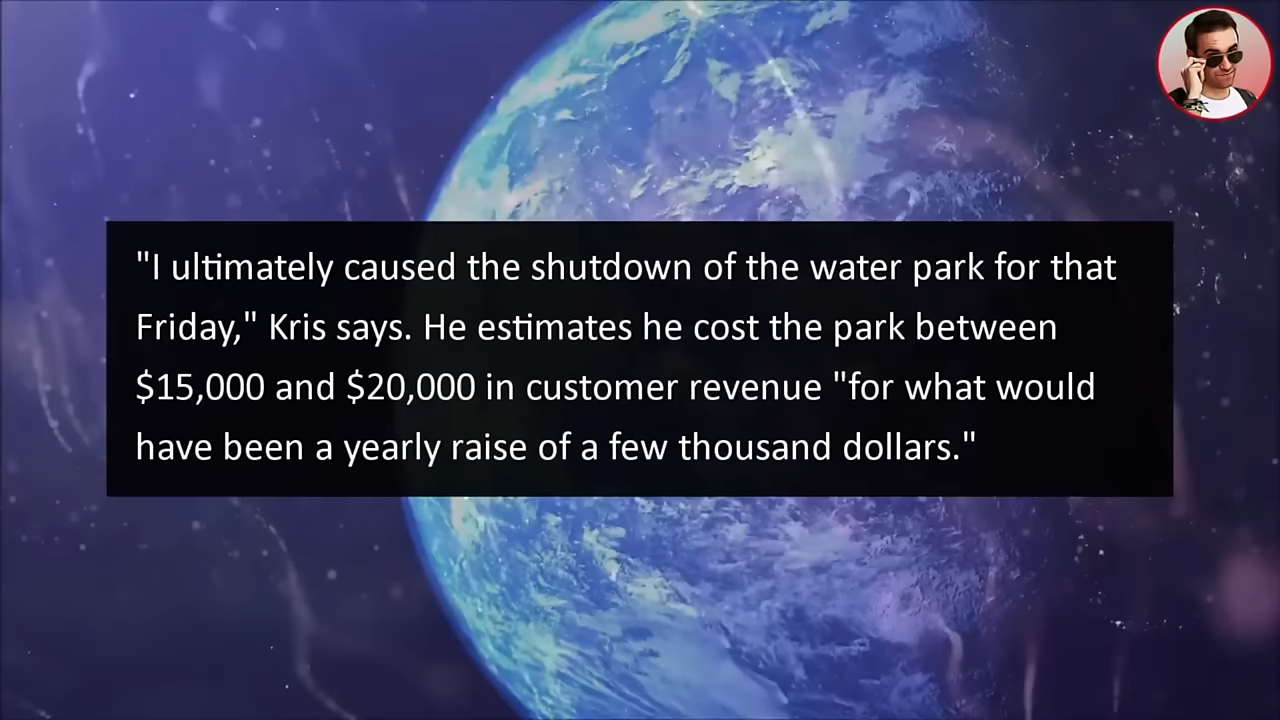 "I ultimately caused the shutdown of the water park for that
Friday," Kris says. He estimates he cost the park between
$15,000 and $20,000 in customer revenue "for what would
have been a yearly raise of a few thousand dollars."